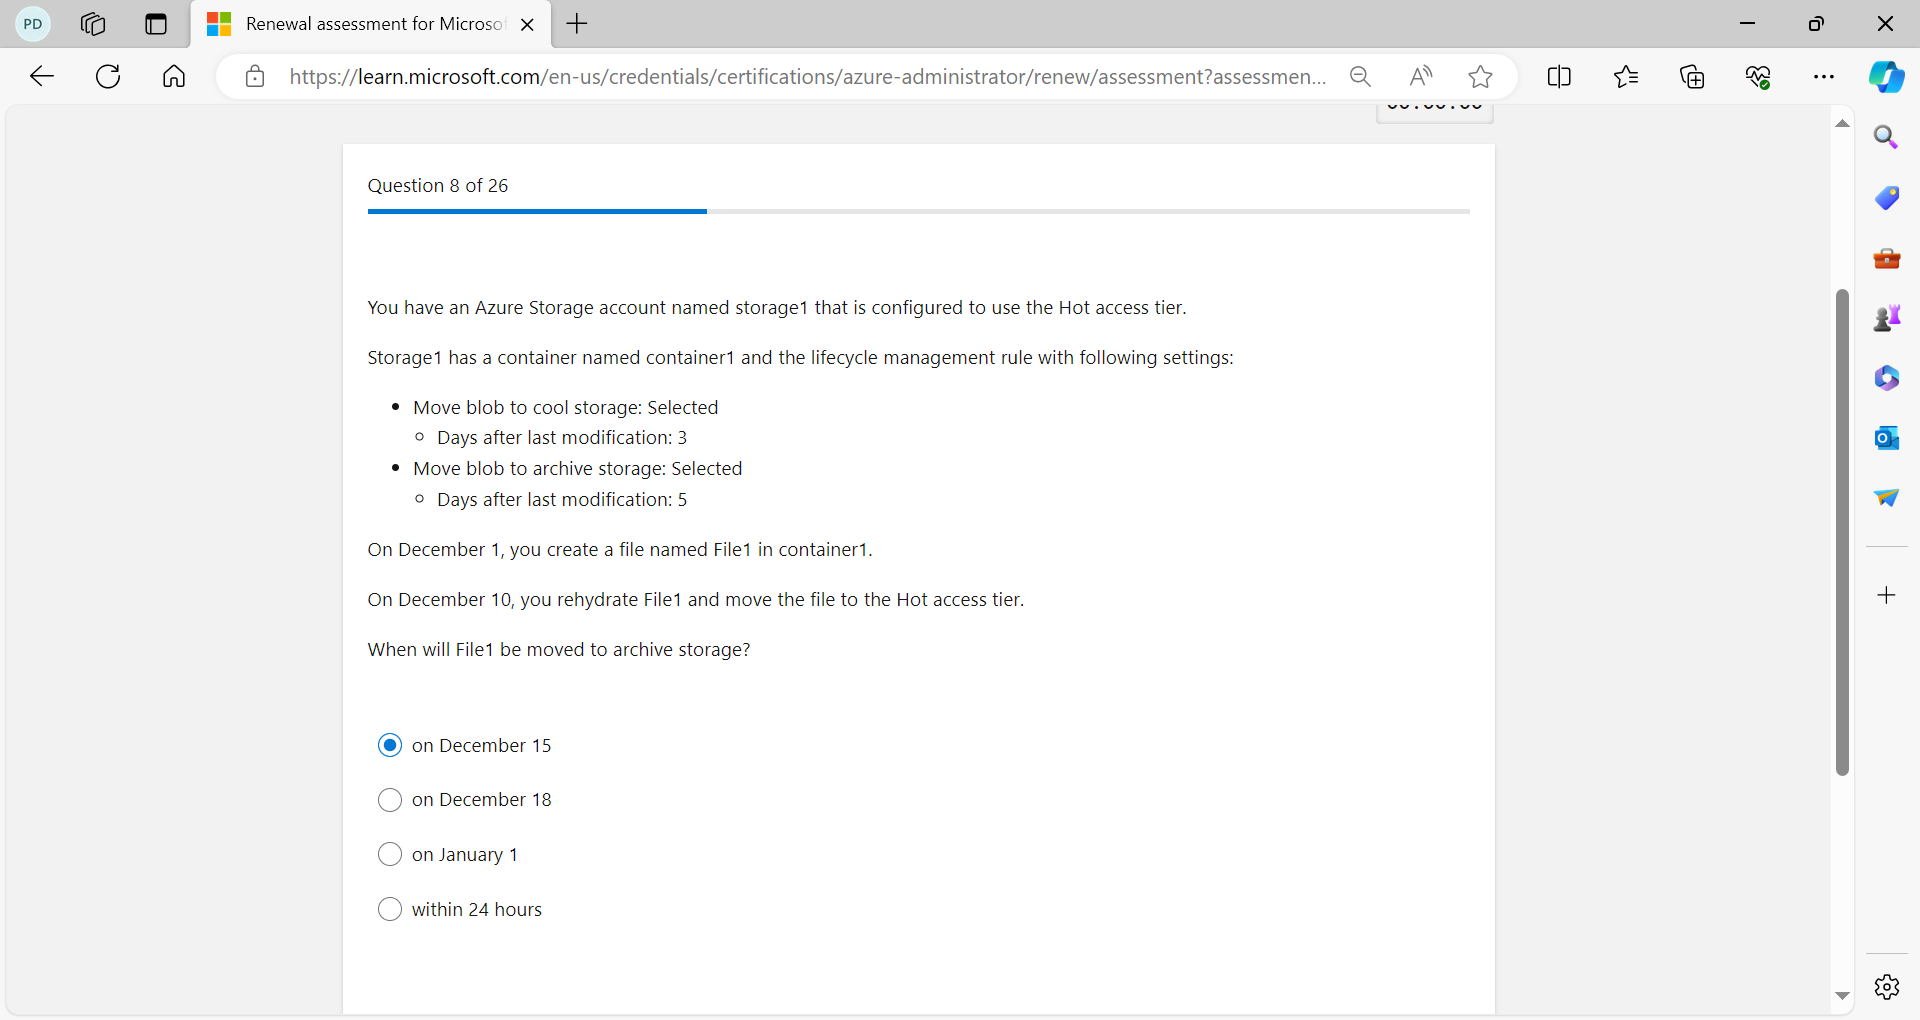 PD
Renewal assessment for Microsof
https://learn.microsoft.com/en-us/credentials/certifications/azure-administrator/renew/assessment?assessmen...
Question 8 of 26
You have an Azure Storage account named storage1 that is configured to use the Hot access tier.
Storage1 has a container named container1 and the lifecycle management rule with following settings:
Move blob to cool storage: Selected
Days after last modification: 3
Move blob to archive storage: Selected
Days after last modification: 5
On December 1, you create a file named File1 in container1.
On December 10, you rehydrate File1 and move the file to the Hot access tier.
When will File1 be moved to archive storage?
on December 15
on December 18
on January 1
within 24 hours